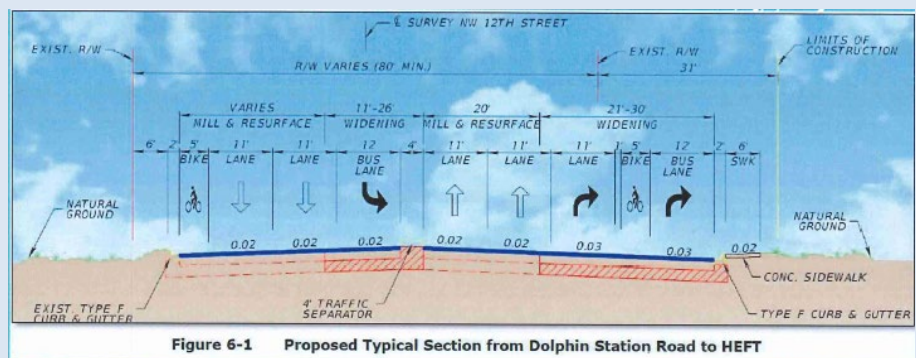 ℄ SURVEY NW 12TH STREET
EXIST. R/W
EXIST. R/W
LIMITS OF
CONSTRUCTION
R/W VARIES (80' MIN.)
31'
VARIES
11'-26'
20'
21'-30'
MILL & RESURFACE
WIDENING
MILL & RESURFACE
WIDENING
6' 2' 5' 11' 11' 12 4' 11' 11' 11' 1' 5' 12 2' 6'
BIKE LANE LANE BUS LANE LANE LANE LANE BIKE BUS SWK
LANE LANE
NATURAL
GROUND
NATURAL
GROUND
0.02 0.02 0.02 0.02 0.02 0.03 0.03 0.02
CONC. SIDEWALK
EXIST. TYPE F
CURB & GUTTER
4' TRAFFIC
SEPARATOR
TYPE F CURB & GUTTER
Figure 6-1 Proposed Typical Section from Dolphin Station Road to HEFT